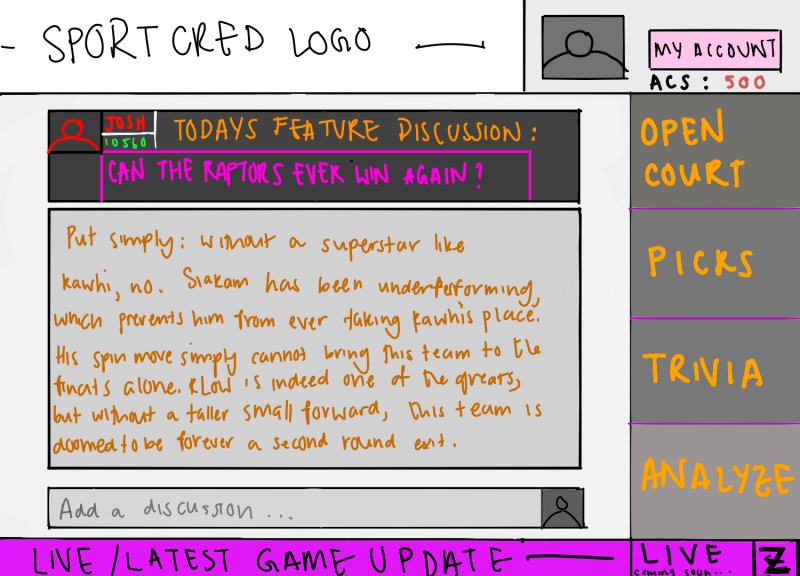 - SPORT CRED LOGO —
MY ACCOUNT
ACS: 500
JOSH
10560
TODAYS FEATURE DISCUSSION:
CAN THE RAPTORS EVER WIN AGAIN?
Put simply: without a superstar like
kawhi, no. Siakam has been underperforming,
which prevents him from ever taking kawhi's place.
His spin move simply cannot bring this team to the
finals alone. KLOW is indeed one of the greats,
but without a taller small forward, this team is
doomed to be forever a second round exit.
Add a discussion ...
OPEN
COURT
PICKS
TRIVIA
ANALYZE
LIVE/LATEST GAME UPDATE —
LIVE
coming soon...
Z